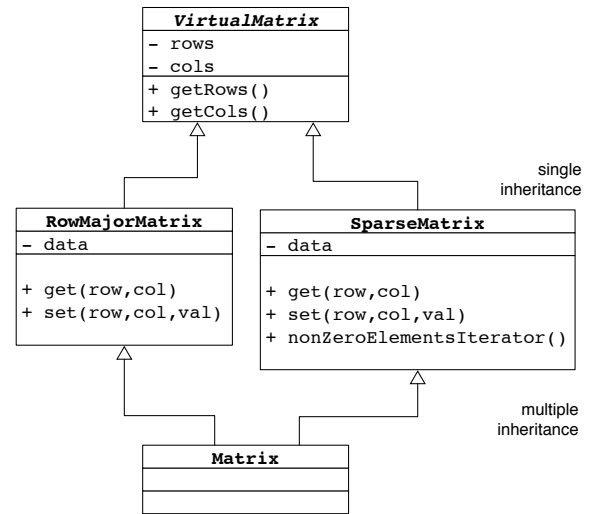 VirtualMatrix
- rows
- cols
+ getRows()
+ getCols()
single
inheritance
RowMajorMatrix
- data
+ get(row,col)
+ set(row,col,val)
SparseMatrix
- data
+ get(row,col)
+ set(row,col,val)
+ nonZeroElementsIterator()
multiple
inheritance
Matrix